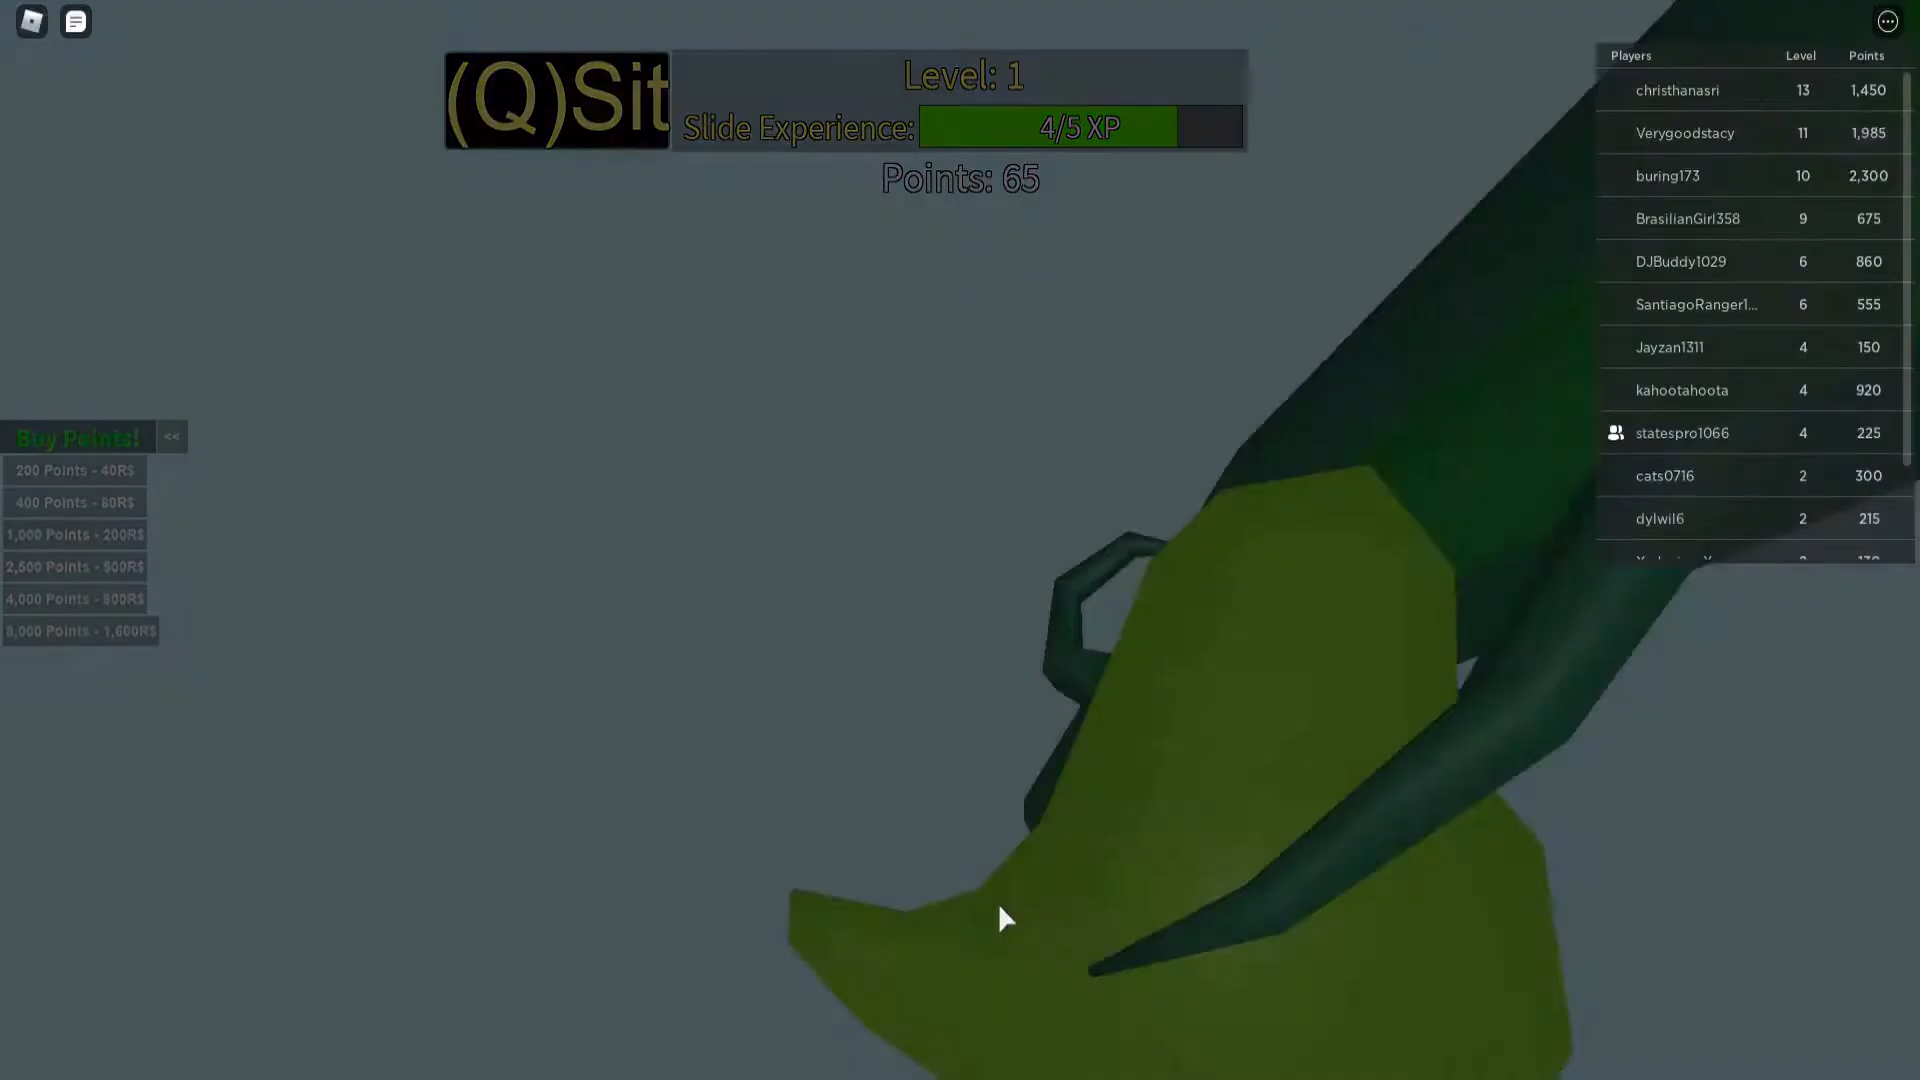 (Q)Sit
Level: 1
Slide Experience: 4/5 XP
Points: 65
Players Level Points
christhanasri 13 1,450
Verygoodstacy 11 1,985
buring173 10 2,300
BrasilianGirl358 9 675
DJBuddy1029 6 860
SantiagoRanger1... 6 555
Jayzan1311 4 150
kahootahoota 4 920
statespro1066 4 225
cats0716 2 300
dylwil6 2 215
Buy Points! <<
200 Points - 40R$
400 Points - 80R$
1,000 Points - 200R$
2,500 Points - 500R$
4,000 Points - 800R$
8,000 Points - 1,600R$